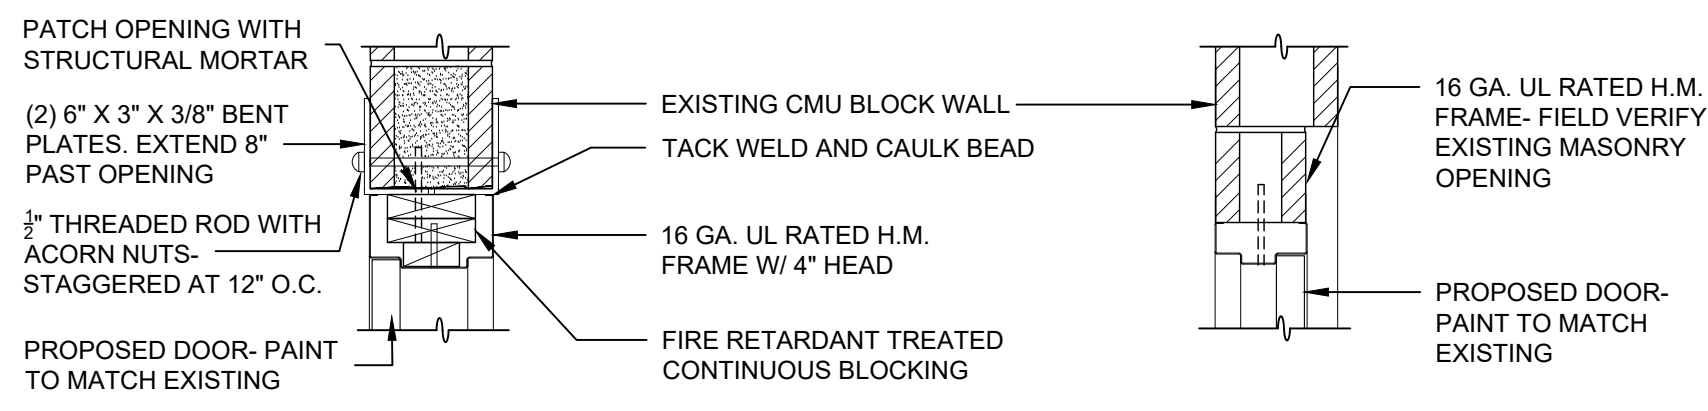 PATCH OPENING WITH
STRUCTURAL MORTAR
(2) 6" X 3" X 3/8" BENT
PLATES. EXTEND 8"
PAST OPENING
½" THREADED ROD WITH
ACORN NUTS-
STAGGERED AT 12" O.C.
PROPOSED DOOR- PAINT
TO MATCH EXISTING
EXISTING CMU BLOCK WALL
TACK WELD AND CAULK BEAD
16 GA. UL RATED H.M.
FRAME W/ 4" HEAD
FIRE RETARDANT TREATED
CONTINUOUS BLOCKING
16 GA. UL RATED H.M.
FRAME- FIELD VERIFY
EXISTING MASONRY
OPENING
PROPOSED DOOR-
PAINT TO MATCH
EXISTING